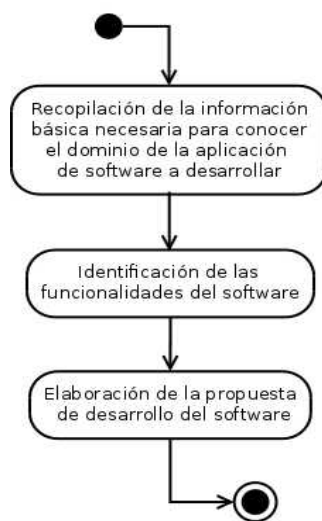 Recopilación de la información
básica necesaria para conocer
el dominio de la aplicación
de software a desarrollar
Identificación de las
funcionalidades del software
Elaboración de la propuesta
de desarrollo del software